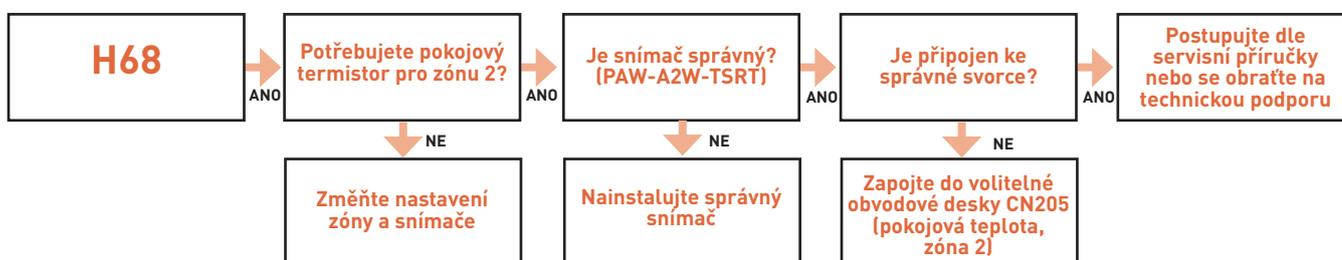 H68
ANO
Potřebujete pokojový
termistor pro zónu 2?
ANO
Je snímač správný?
(PAW-A2W-TSRT)
ANO
Je připojen ke
správné svorce?
ANO
Postupujte dle
servisní příručky
nebo se obraťte na
technickou podporu
NE
NE
NE
Změňte nastavení
zóny a snímače
Nainstalujte správný
snímač
Zapojte do volitelné
obvodové desky CN205
(pokojová teplota,
zóna 2)